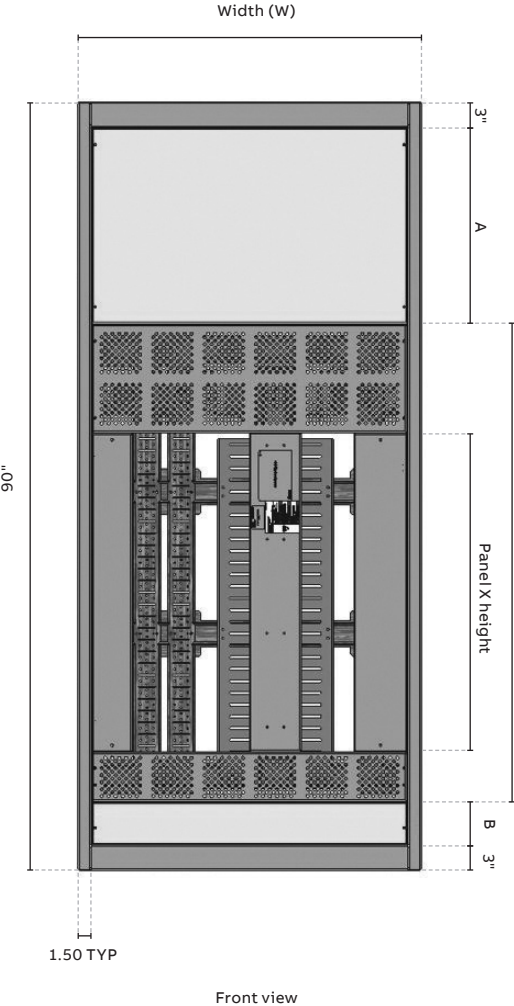 Width (W)
3"
A
90"
Panel X height
B
3"
1.50 TYP
Front view